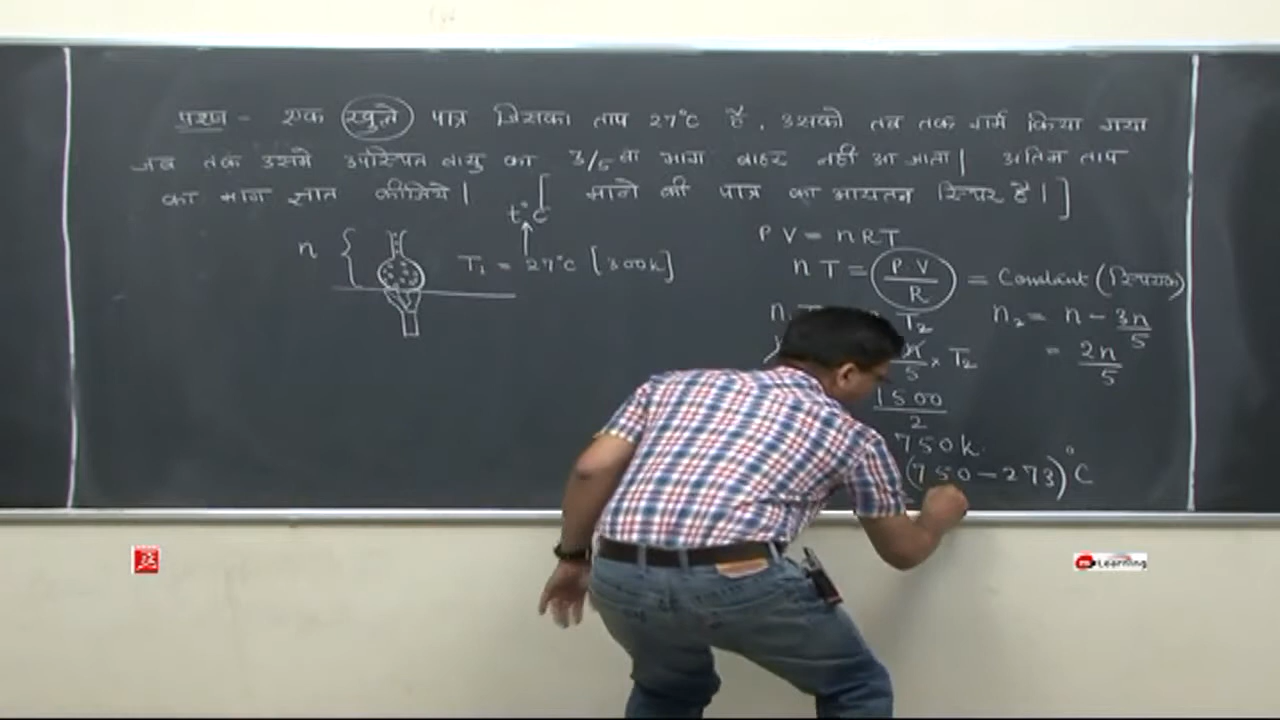 प्रश्न - एक खुले पात्र जिसका ताप 27°C है, उसको तब तक गर्म किया गया
जब तक उसमे उपस्थित वायु का 3/5 वा भाग बाहर नहीं आ जाता | अंतिम ताप
का मान ज्ञात कीजिये | [ माने की पात्र का आयतन स्थिर है | ]
t°C
n { T₁ = 27°C [300k]
PV = nRT
nT = PV/R = Constant (स्थिरांक)
T₂
n₂ = n - 3n/5
5 × T₂
= 2n/5
1500/2
750k.
(750-273)°C
Learning